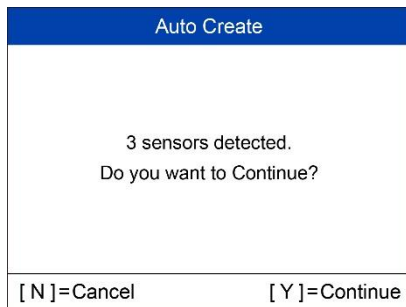 Auto Create
3 sensors detected.
Do you want to Continue?
[ N ]=Cancel [ Y ]=Continue